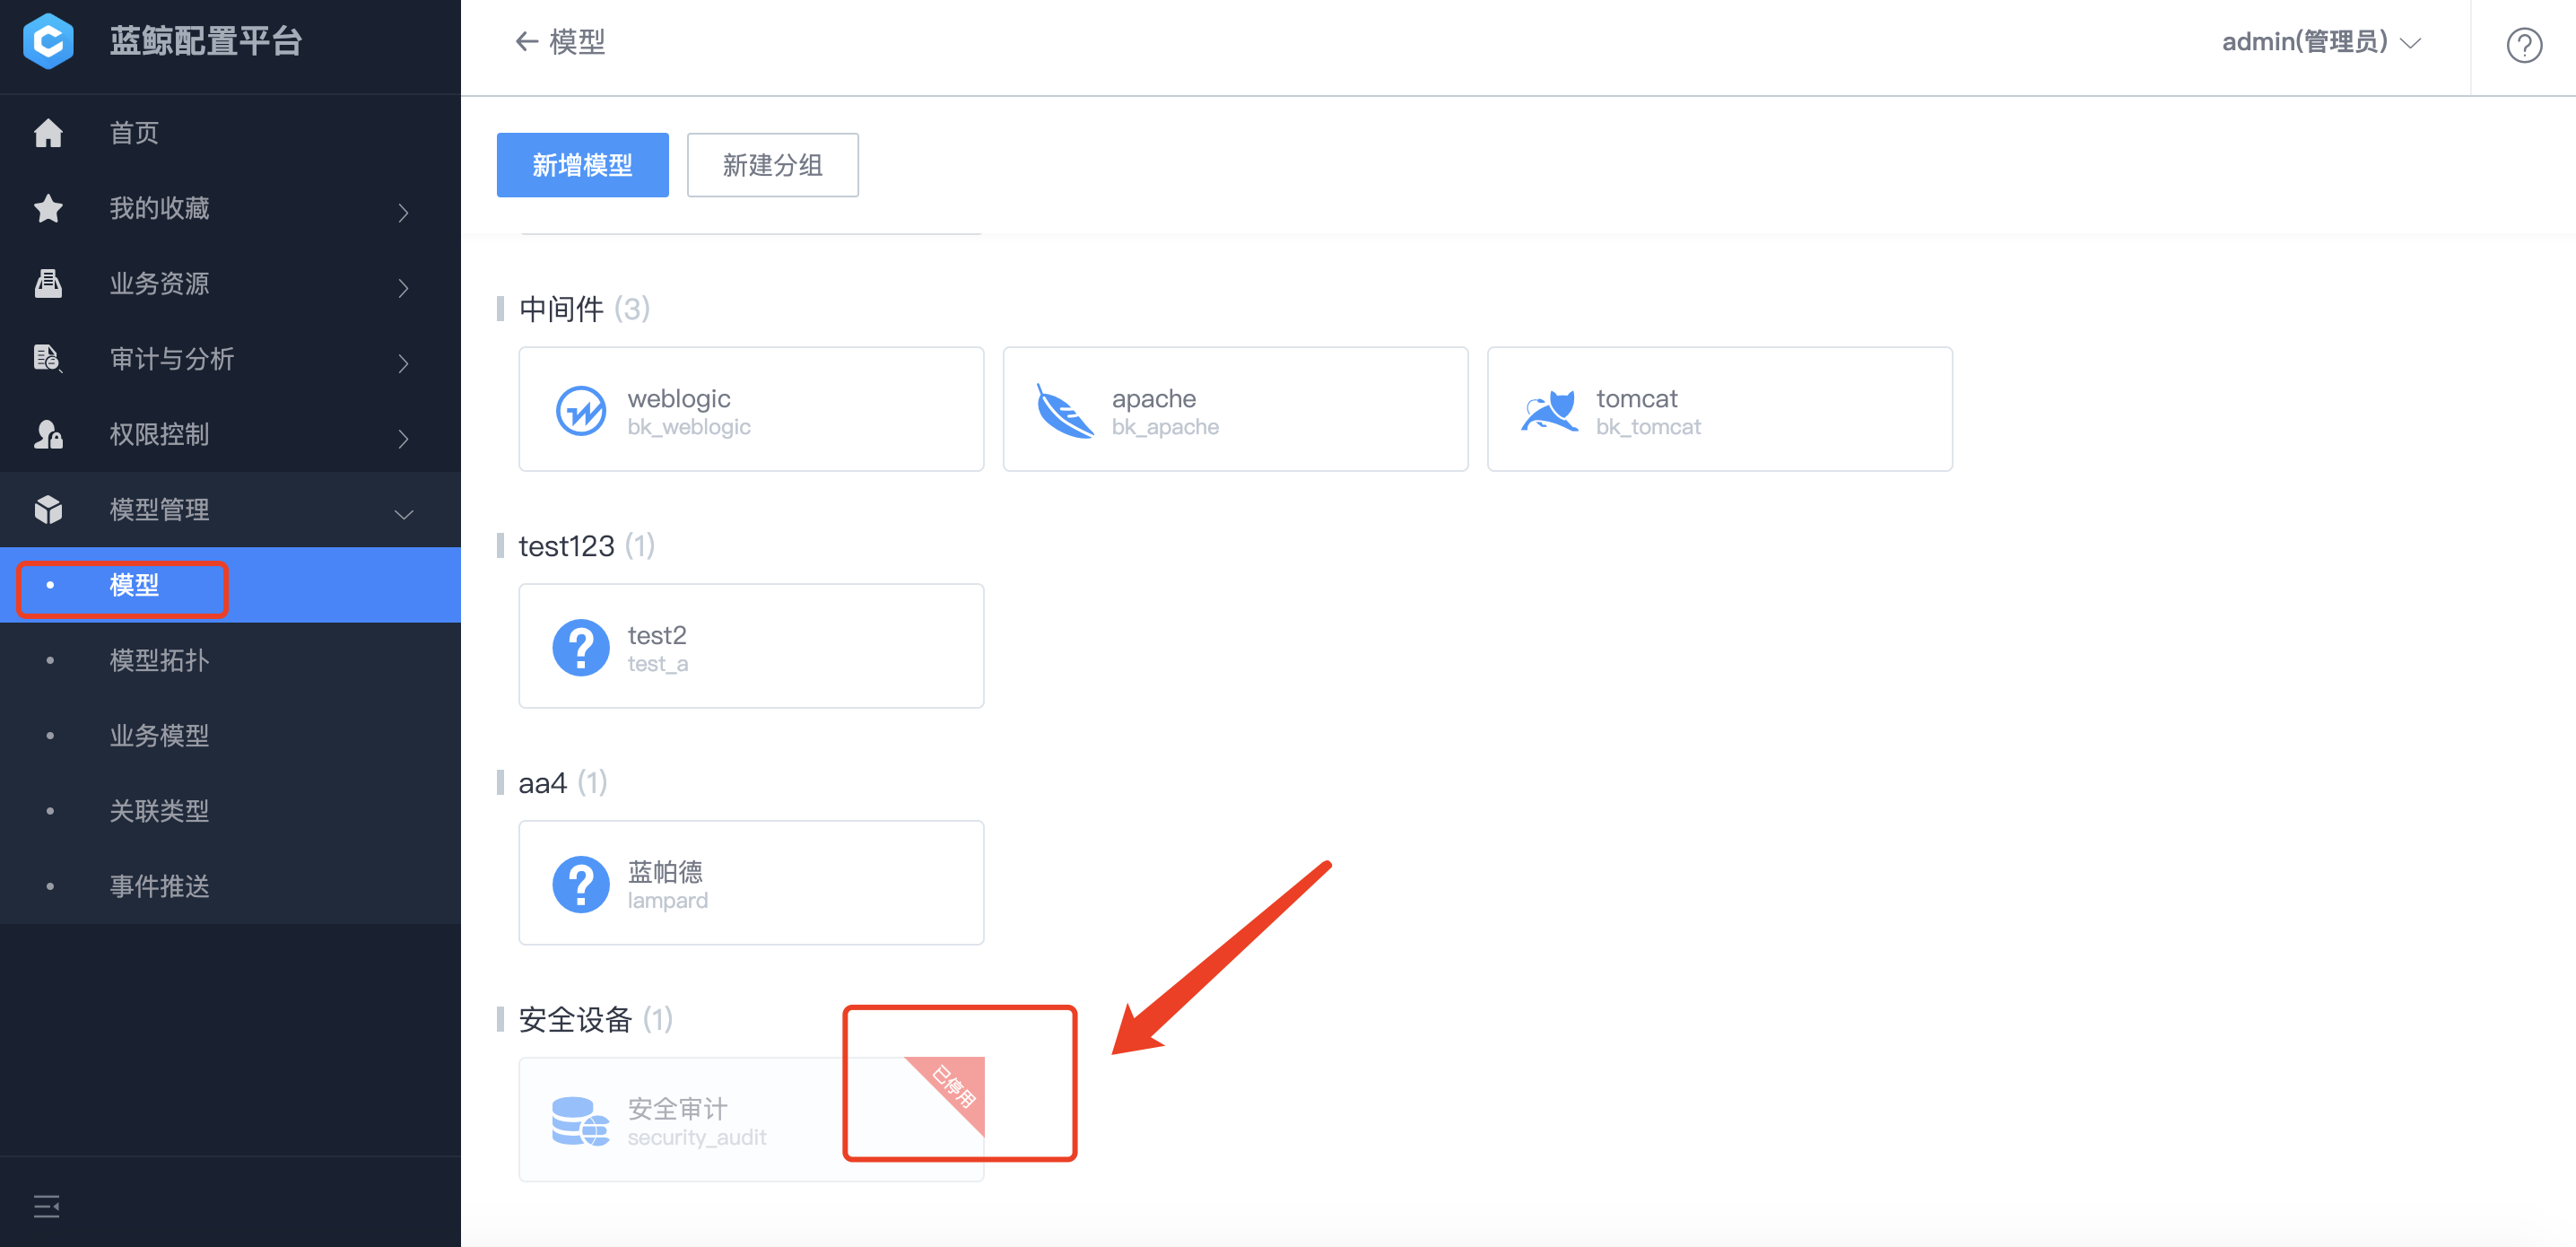 蓝鲸配置平台
首页
我的收藏
业务资源
审计与分析
权限控制
模型管理
模型
模型拓扑
业务模型
关联类型
事件推送
模型
admin(管理员)
新增模型
新建分组
中间件 (3)
weblogic
bk_weblogic
apache
bk_apache
tomcat
bk_tomcat
test123 (1)
test2
test_a
aa4 (1)
蓝帕德
lampard
安全设备 (1)
安全审计
security_audit
已停用